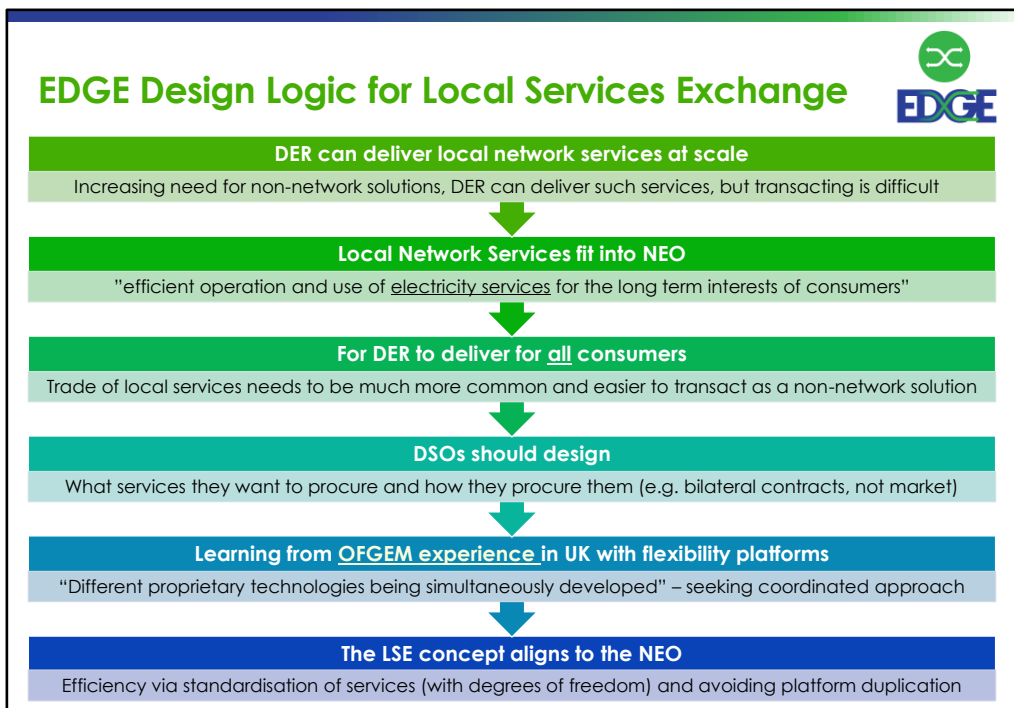 EDGE Design Logic for Local Services Exchange
EDGE
DER can deliver local network services at scale
Increasing need for non-network solutions, DER can deliver such services, but transacting is difficult
Local Network Services fit into NEO
”efficient operation and use of electricity services for the long term interests of consumers”
For DER to deliver for all consumers
Trade of local services needs to be much more common and easier to transact as a non-network solution
DSOs should design
What services they want to procure and how they procure them (e.g. bilateral contracts, not market)
Learning from OFGEM experience in UK with flexibility platforms
“Different proprietary technologies being simultaneously developed” – seeking coordinated approach
The LSE concept aligns to the NEO
Efficiency via standardisation of services (with degrees of freedom) and avoiding platform duplication